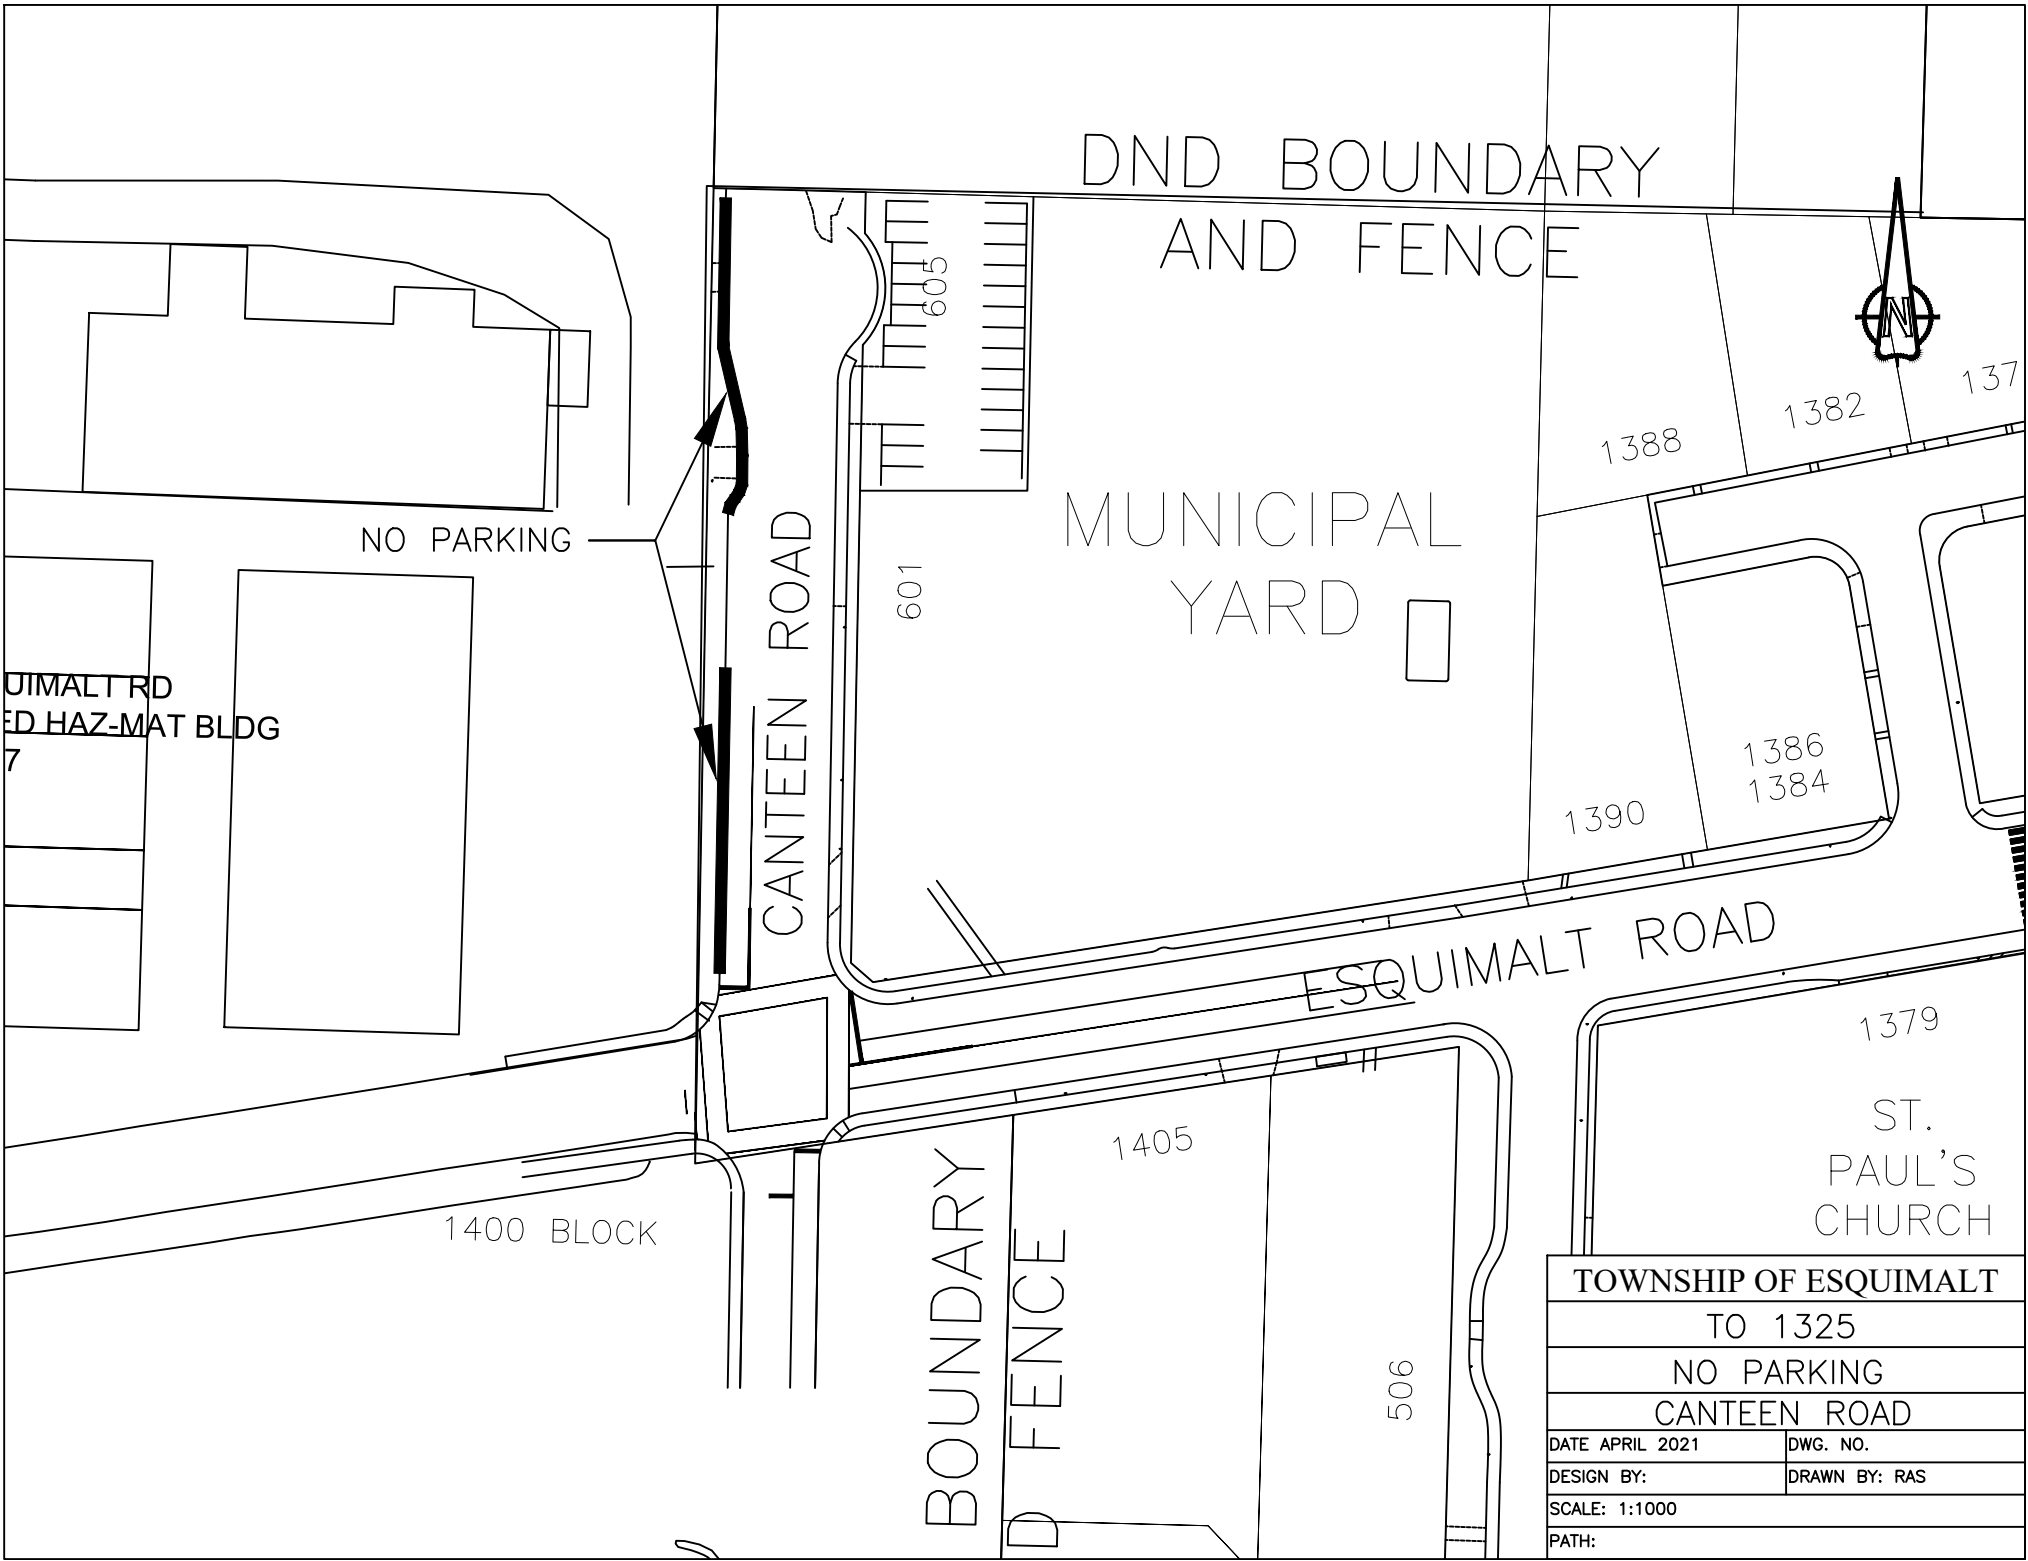 DND BOUNDARY
AND FENCE
605
N
137
1382
1388
NO PARKING
CANTEEN ROAD
601
MUNICIPAL
YARD
UIMALT RD
ED HAZ-MAT BLDG
7
1386
1384
1390
ESQUIMALT ROAD
1379
ST.
PAUL'S
CHURCH
1405
1400 BLOCK
BOUNDARY
D FENCE
506
TOWNSHIP OF ESQUIMALT
TO 1325
NO PARKING
CANTEEN ROAD
DATE APRIL 2021
DWG. NO.
DESIGN BY:
DRAWN BY: RAS
SCALE: 1:1000
PATH: